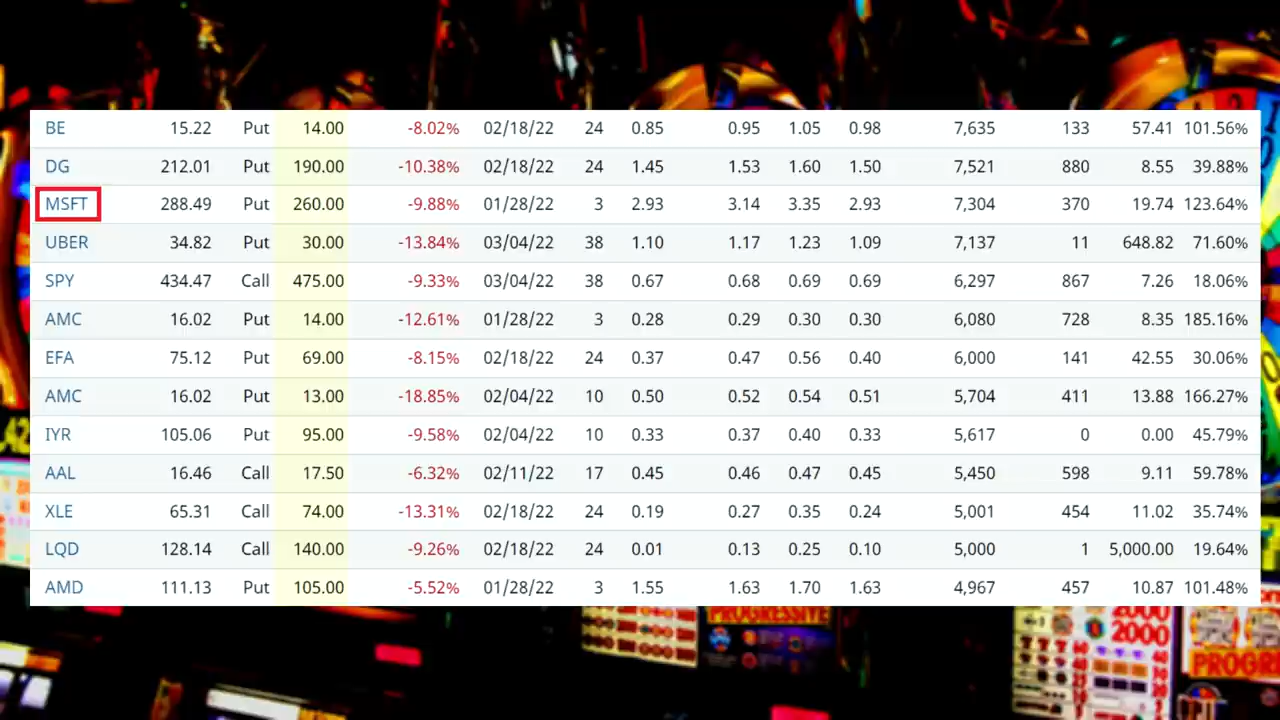 BE 15.22 Put 14.00 -8.02% 02/18/22 24 0.85 0.95 1.05 0.98 7,635 133 57.41 101.56%
DG 212.01 Put 190.00 -10.38% 02/18/22 24 1.45 1.53 1.60 1.50 7,521 880 8.55 39.88%
MSFT 288.49 Put 260.00 -9.88% 01/28/22 3 2.93 3.14 3.35 2.93 7,304 370 19.74 123.64%
UBER 34.82 Put 30.00 -13.84% 03/04/22 38 1.10 1.17 1.23 1.09 7,137 11 648.82 71.60%
SPY 434.47 Call 475.00 -9.33% 03/04/22 38 0.67 0.68 0.69 0.69 6,297 867 7.26 18.06%
AMC 16.02 Put 14.00 -12.61% 01/28/22 3 0.28 0.29 0.30 0.30 6,080 728 8.35 185.16%
EFA 75.12 Put 69.00 -8.15% 02/18/22 24 0.37 0.47 0.56 0.40 6,000 141 42.55 30.06%
AMC 16.02 Put 13.00 -18.85% 02/04/22 10 0.50 0.52 0.54 0.51 5,704 411 13.88 166.27%
IYR 105.06 Put 95.00 -9.58% 02/04/22 10 0.33 0.37 0.40 0.33 5,617 0 0.00 45.79%
AAL 16.46 Call 17.50 -6.32% 02/11/22 17 0.45 0.46 0.47 0.45 5,450 598 9.11 59.78%
XLE 65.31 Call 74.00 -13.31% 02/18/22 24 0.19 0.27 0.35 0.24 5,001 454 11.02 35.74%
LQD 128.14 Call 140.00 -9.26% 02/18/22 24 0.01 0.13 0.25 0.10 5,000 1 5,000.00 19.64%
AMD 111.13 Put 105.00 -5.52% 01/28/22 3 1.55 1.63 1.70 1.63 4,967 457 10.87 101.48%
PROGRESSIVE
2000
2000